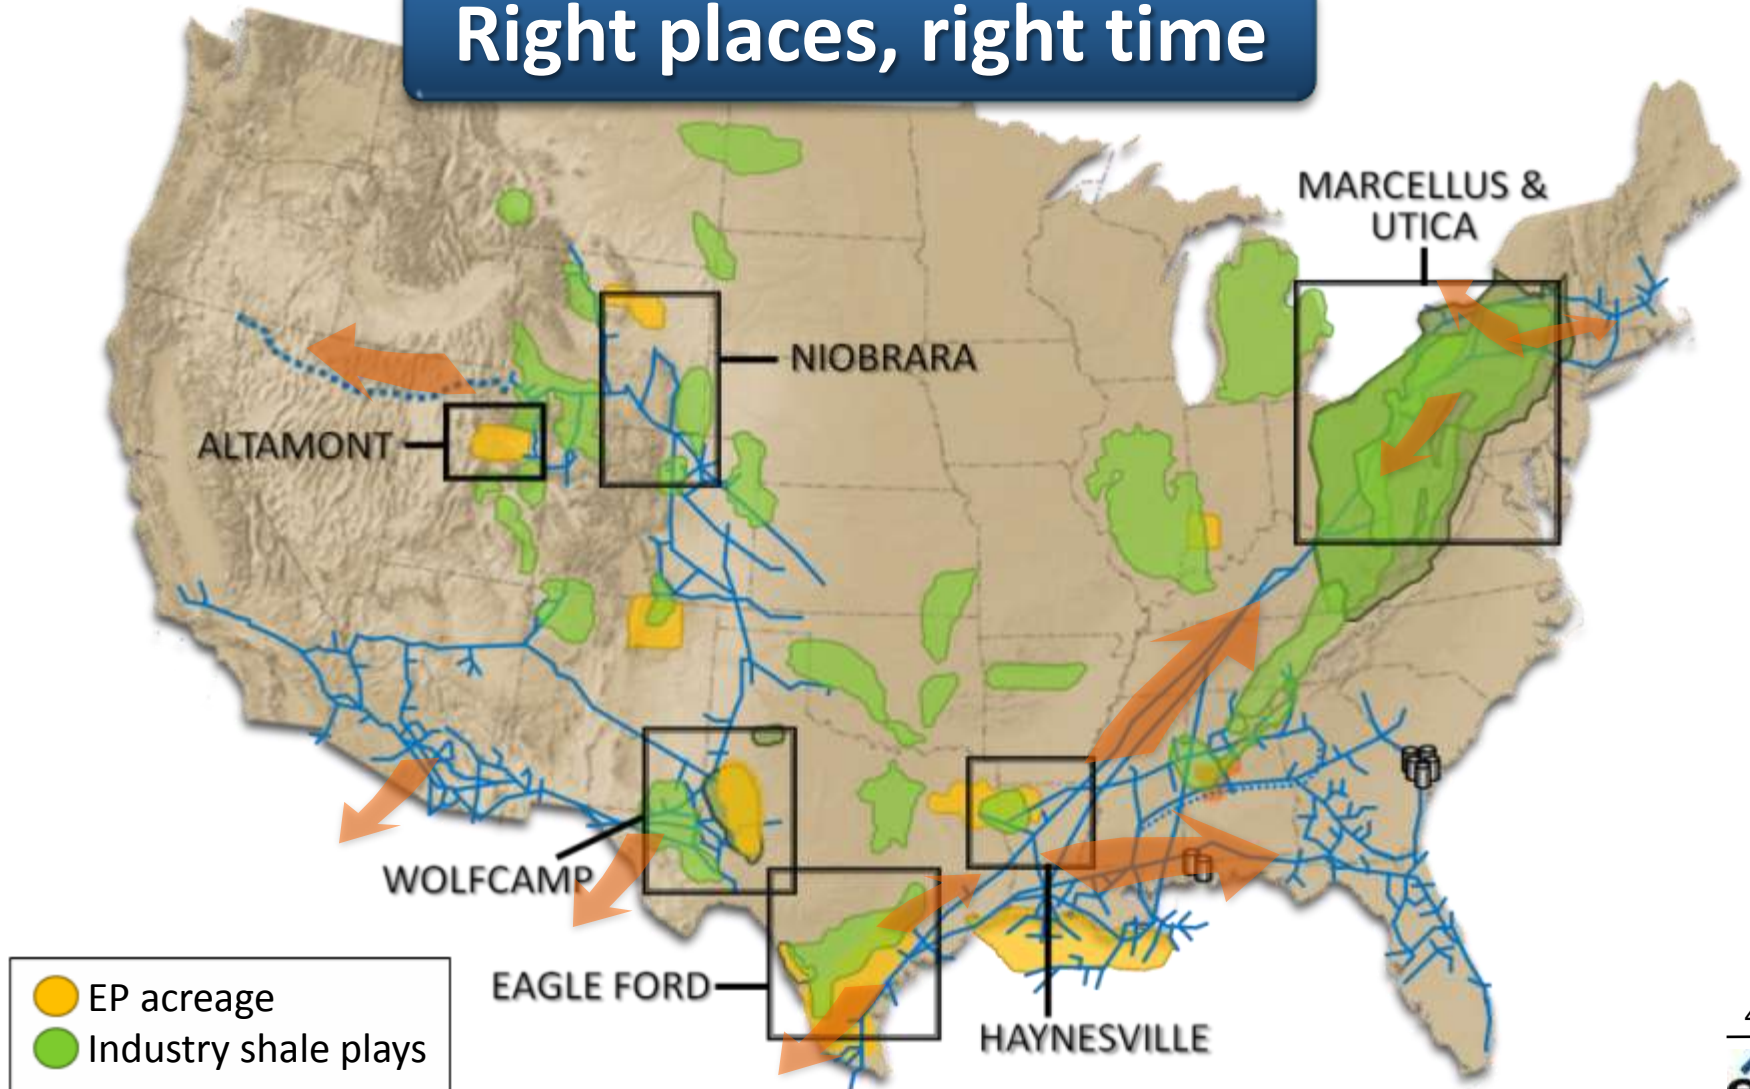 Right places, right time
MARCELLUS &
UTICA
NIOBRARA
ALTAMONT
WOLFCAMP
EAGLE FORD
HAYNESVILLE
EP acreage
Industry shale plays